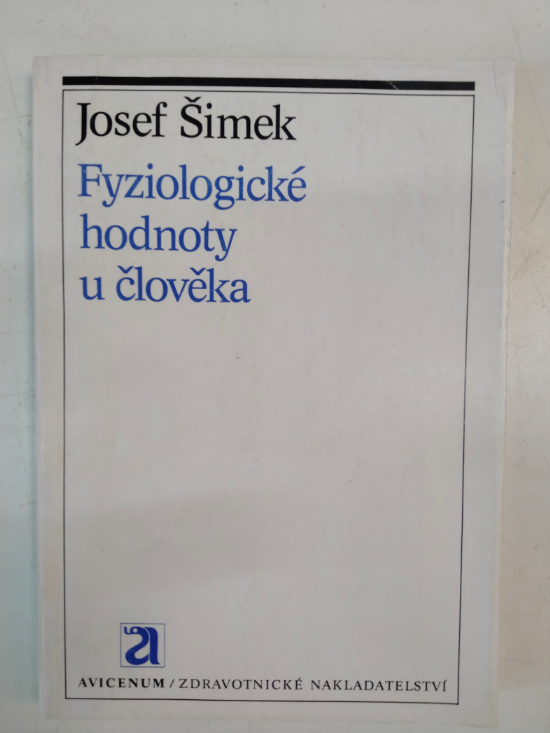 Josef Šimek
Fyziologické
hodnoty
u člověka
AVICENUM / ZDRAVOTNICKÉ NAKLADATELSTVÍ